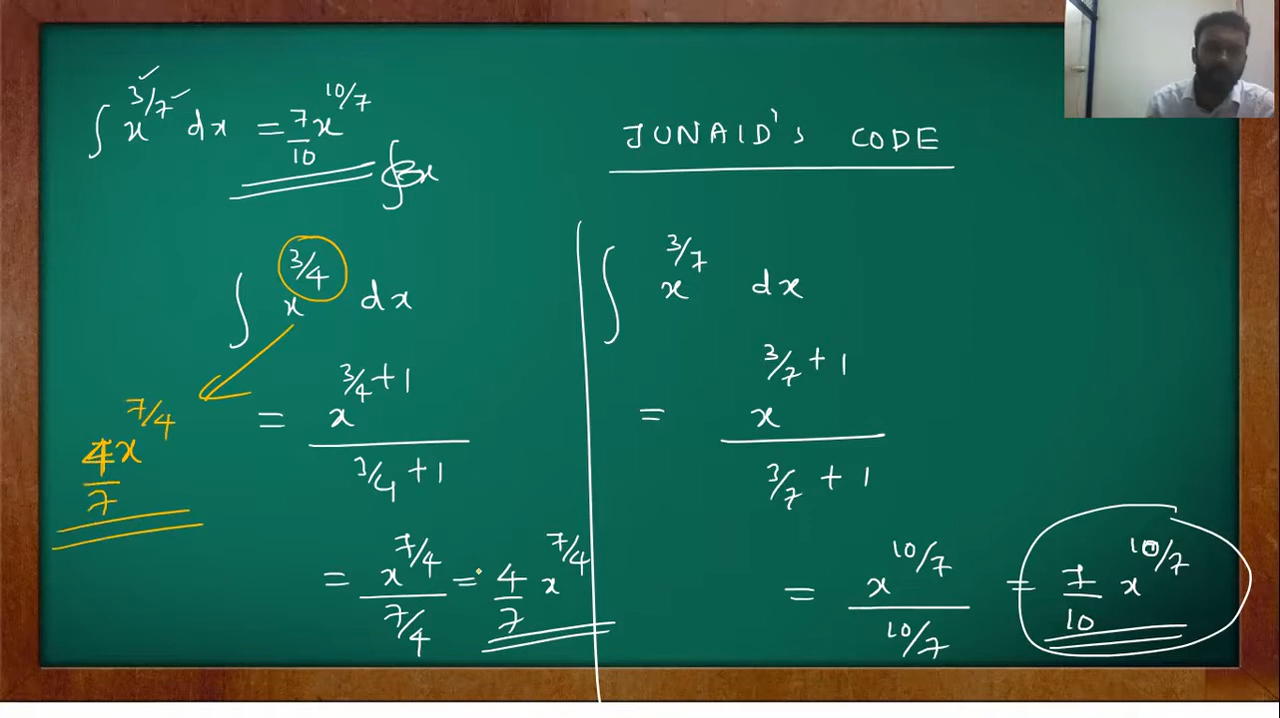 ∫ x^(3/7) dx = 7/10 x^(10/7)
JUNAID's CODE
∫ x^(3/4) dx
= x^(3/4 + 1) / (3/4 + 1)
= x^(7/4) / (7/4) = 4/7 x^(7/4)
4/7 x^(7/4)
∫ x^(3/7) dx
= x^(3/7 + 1) / (3/7 + 1)
= x^(10/7) / (10/7) = 7/10 x^(10/7)